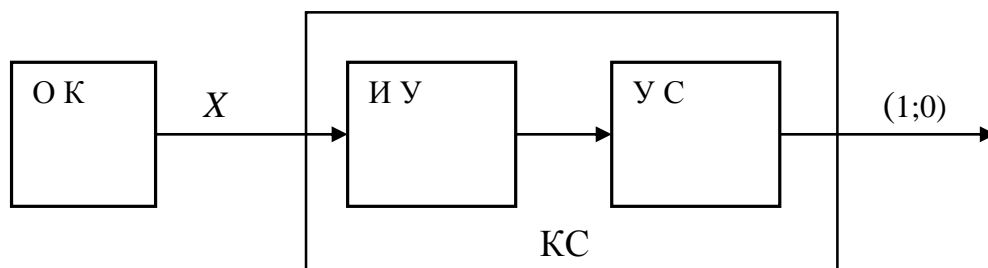 О К
X
И У
У С
(1;0)
КС